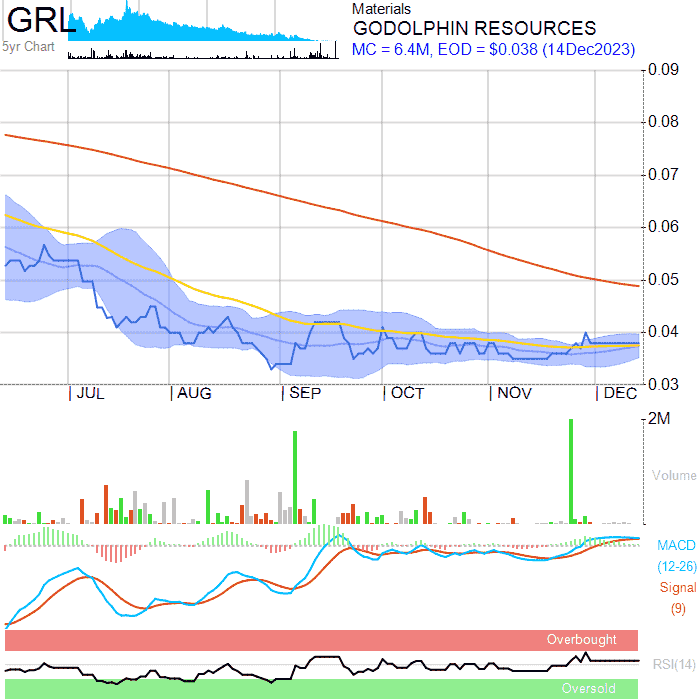 GRL
5yr Chart
Materials
GODOLPHIN RESOURCES
MC = 6.4M, EOD = $0.038 (14Dec2023)
0.09
0.08
0.07
0.06
0.05
0.04
0.03
JUL AUG SEP OCT NOV DEC
2M
Volume
MACD
(12-26)
Signal
(9)
Overbought
RSI(14)
Oversold